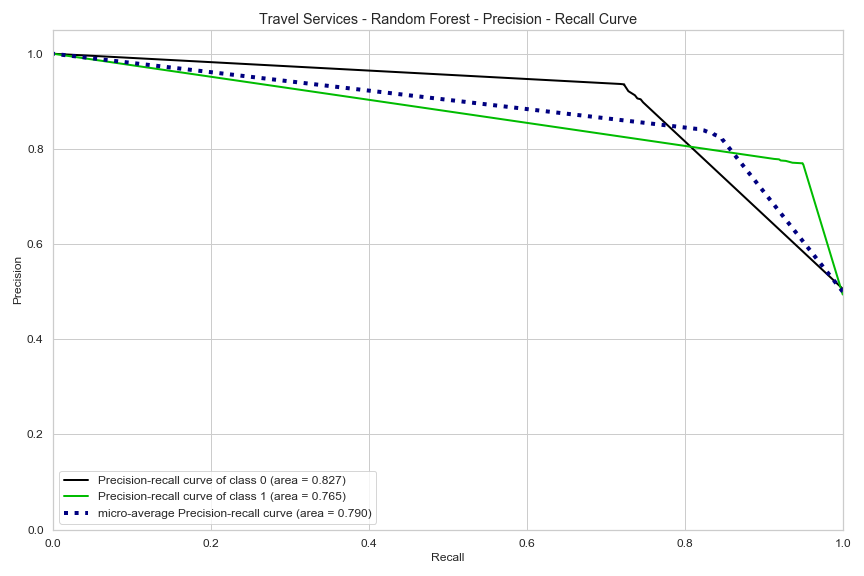 Travel Services - Random Forest - Precision - Recall Curve
Precision
1.0
0.8
0.6
0.4
0.2
0.0
Precision-recall curve of class 0 (area = 0.827)
Precision-recall curve of class 1 (area = 0.765)
micro-average Precision-recall curve (area = 0.790)
0.0 0.2 0.4 0.6 0.8 1.0
Recall